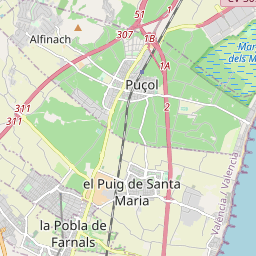 CV 30
51
307
1B
Alfinach
Mar
dels M
1A
Puçol
311
2
311
el Puig de Santa
Maria
la Pobla de
Farnals
València, Valencia